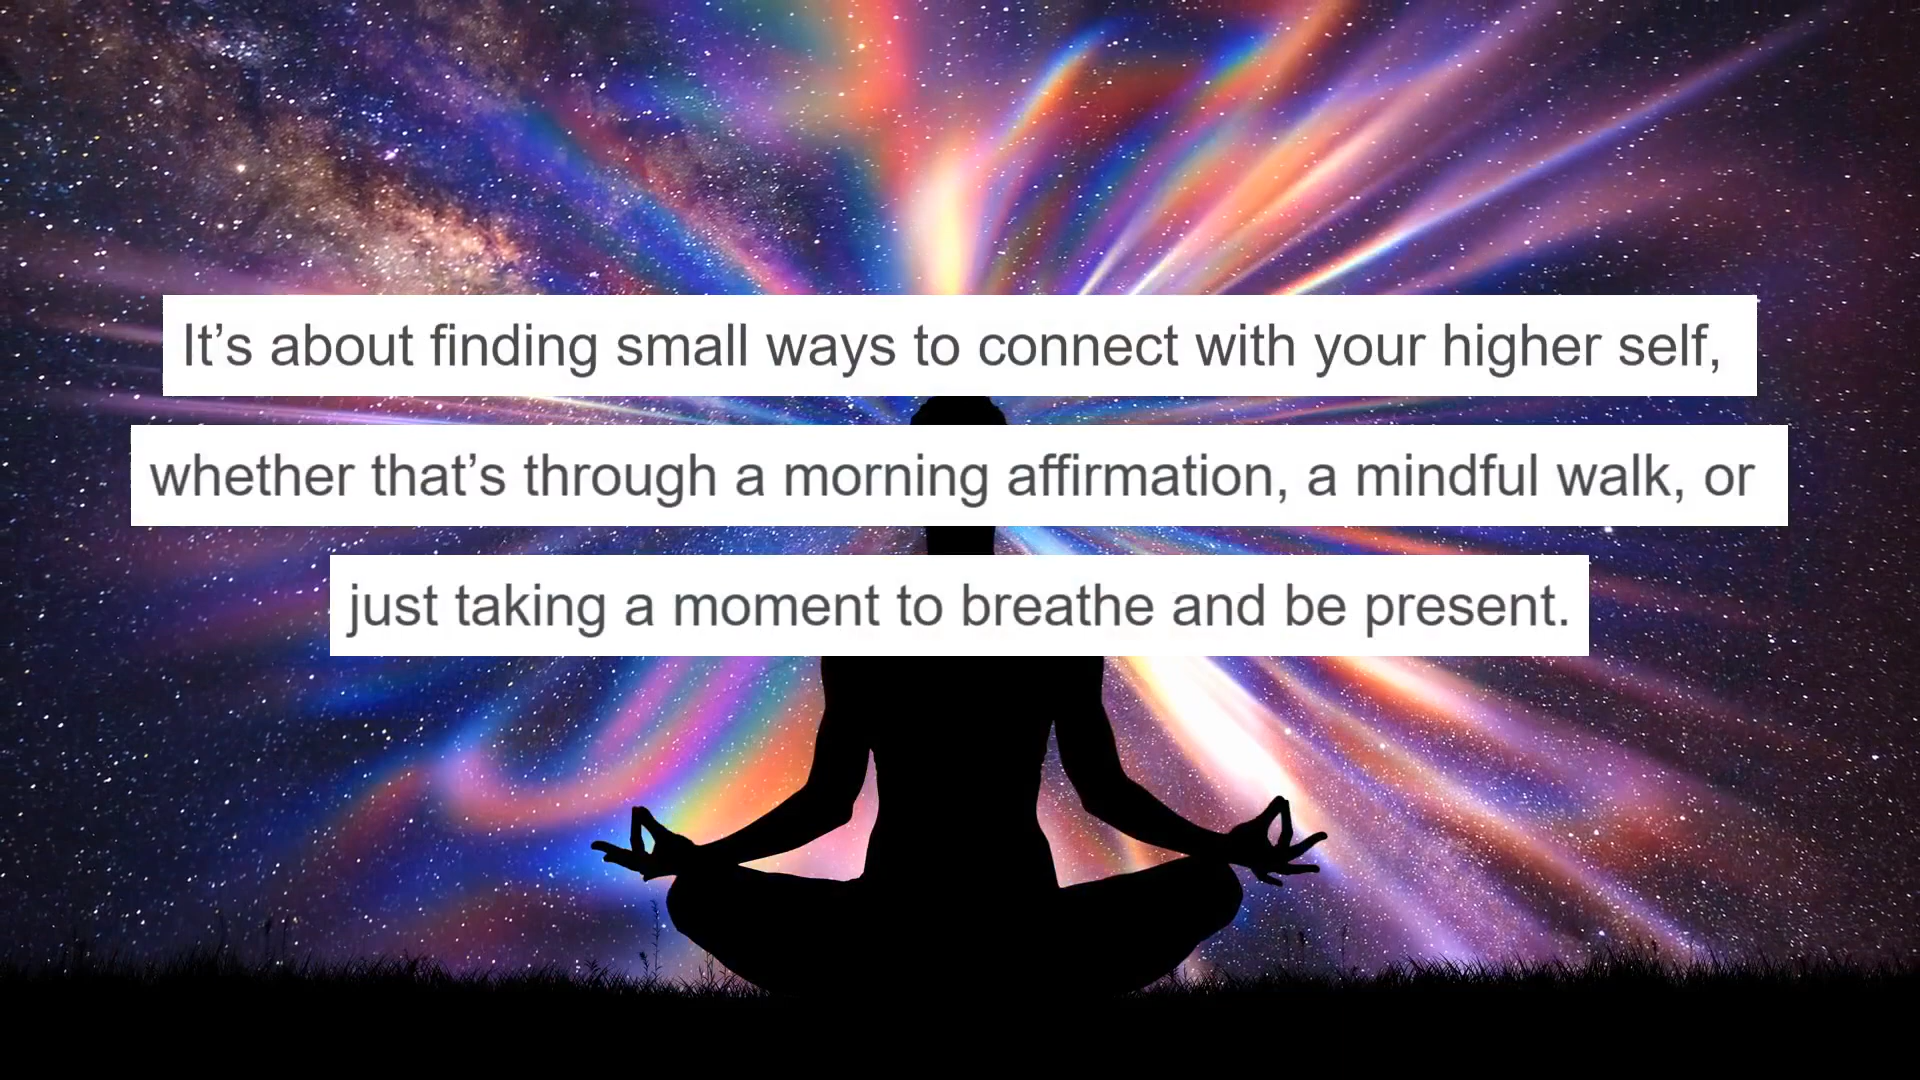 It’s about finding small ways to connect with your higher self,
whether that’s through a morning affirmation, a mindful walk, or
just taking a moment to breathe and be present.